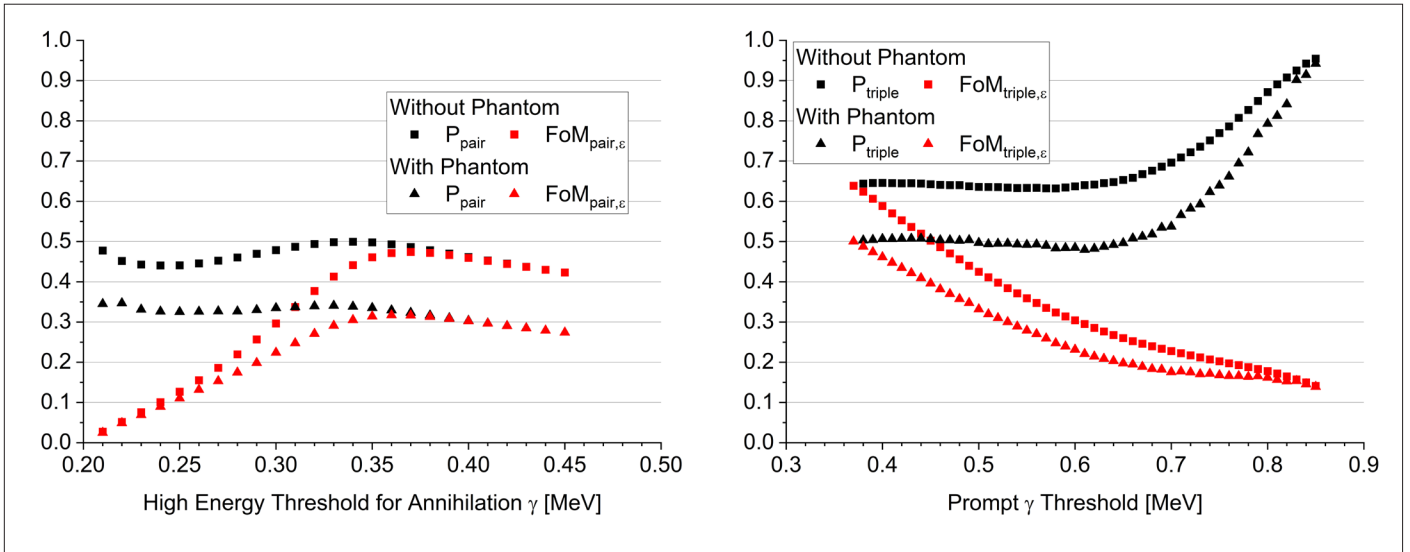 1.0
0.9
0.8
0.7
0.6
0.5
0.4
0.3
0.2
0.1
0.0
0.20 0.25 0.30 0.35 0.40 0.45 0.50
High Energy Threshold for Annihilation γ [MeV]
Without Phantom
P_pair FoM_pair,ε
With Phantom
P_pair FoM_pair,ε
1.0
0.9
0.8
0.7
0.6
0.5
0.4
0.3
0.2
0.1
0.0
0.3 0.4 0.5 0.6 0.7 0.8 0.9
Prompt γ Threshold [MeV]
Without Phantom
P_triple FoM_triple,ε
With Phantom
P_triple FoM_triple,ε